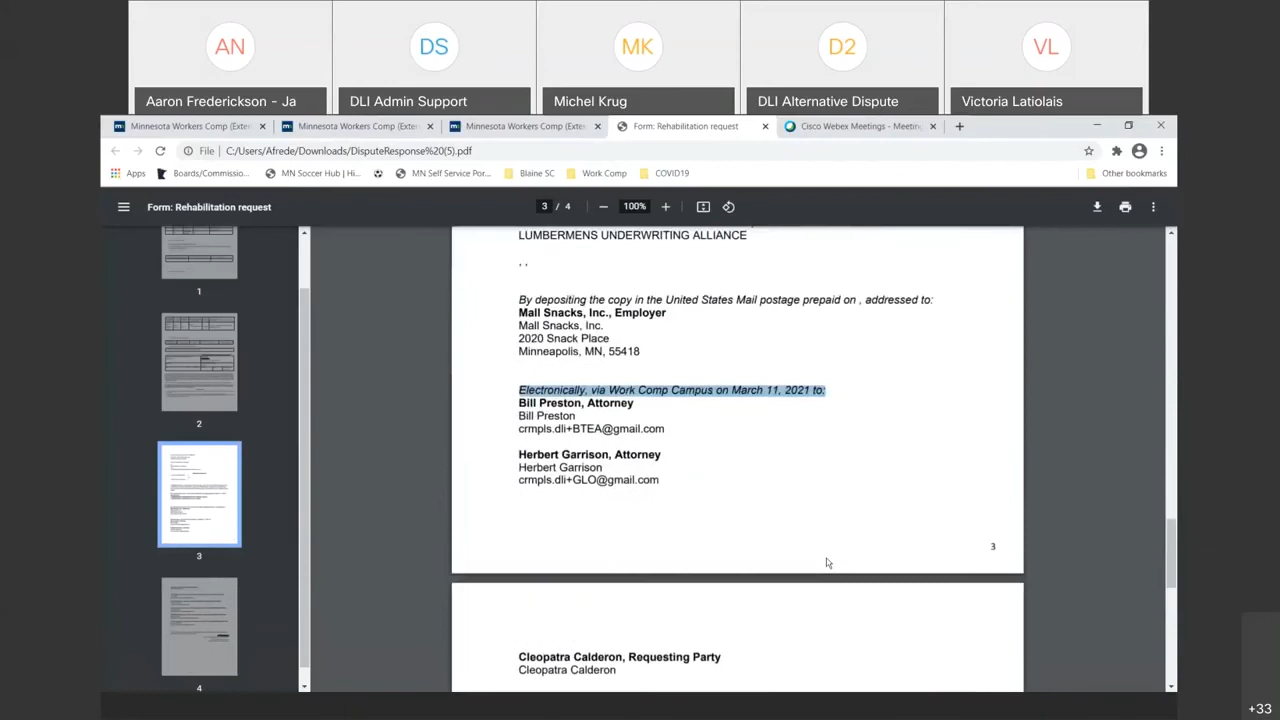 AN
DS
MK
D2
VL
Aaron Frederickson - Ja
DLI Admin Support
Michel Krug
DLI Alternative Dispute
Victoria Latiolais
Minnesota Workers Comp (Exter
Minnesota Workers Comp (Exter
Minnesota Workers Comp (Exter
Form: Rehabilitation request
Cisco Webex Meetings - Meetin
File
C:/Users/Afrede/Downloads/DisputeResponse%20(5).pdf
Apps
Boards/Commissio...
MN Soccer Hub | Hi...
MN Self Service Por...
Blaine SC
Work Comp
COVID19
Other bookmarks
Form: Rehabilitation request
3 / 4
100%
1
2
3
4
LUMBERMENS UNDERWRITING ALLIANCE
, ,
By depositing the copy in the United States Mail postage prepaid on , addressed to:
Mall Snacks, Inc., Employer
Mall Snacks, Inc.
2020 Snack Place
Minneapolis, MN, 55418
Electronically, via Work Comp Campus on March 11, 2021 to:
Bill Preston, Attorney
Bill Preston
crmpls.dli+BTEA@gmail.com
Herbert Garrison, Attorney
Herbert Garrison
crmpls.dli+GLO@gmail.com
3
Cleopatra Calderon, Requesting Party
Cleopatra Calderon
+33